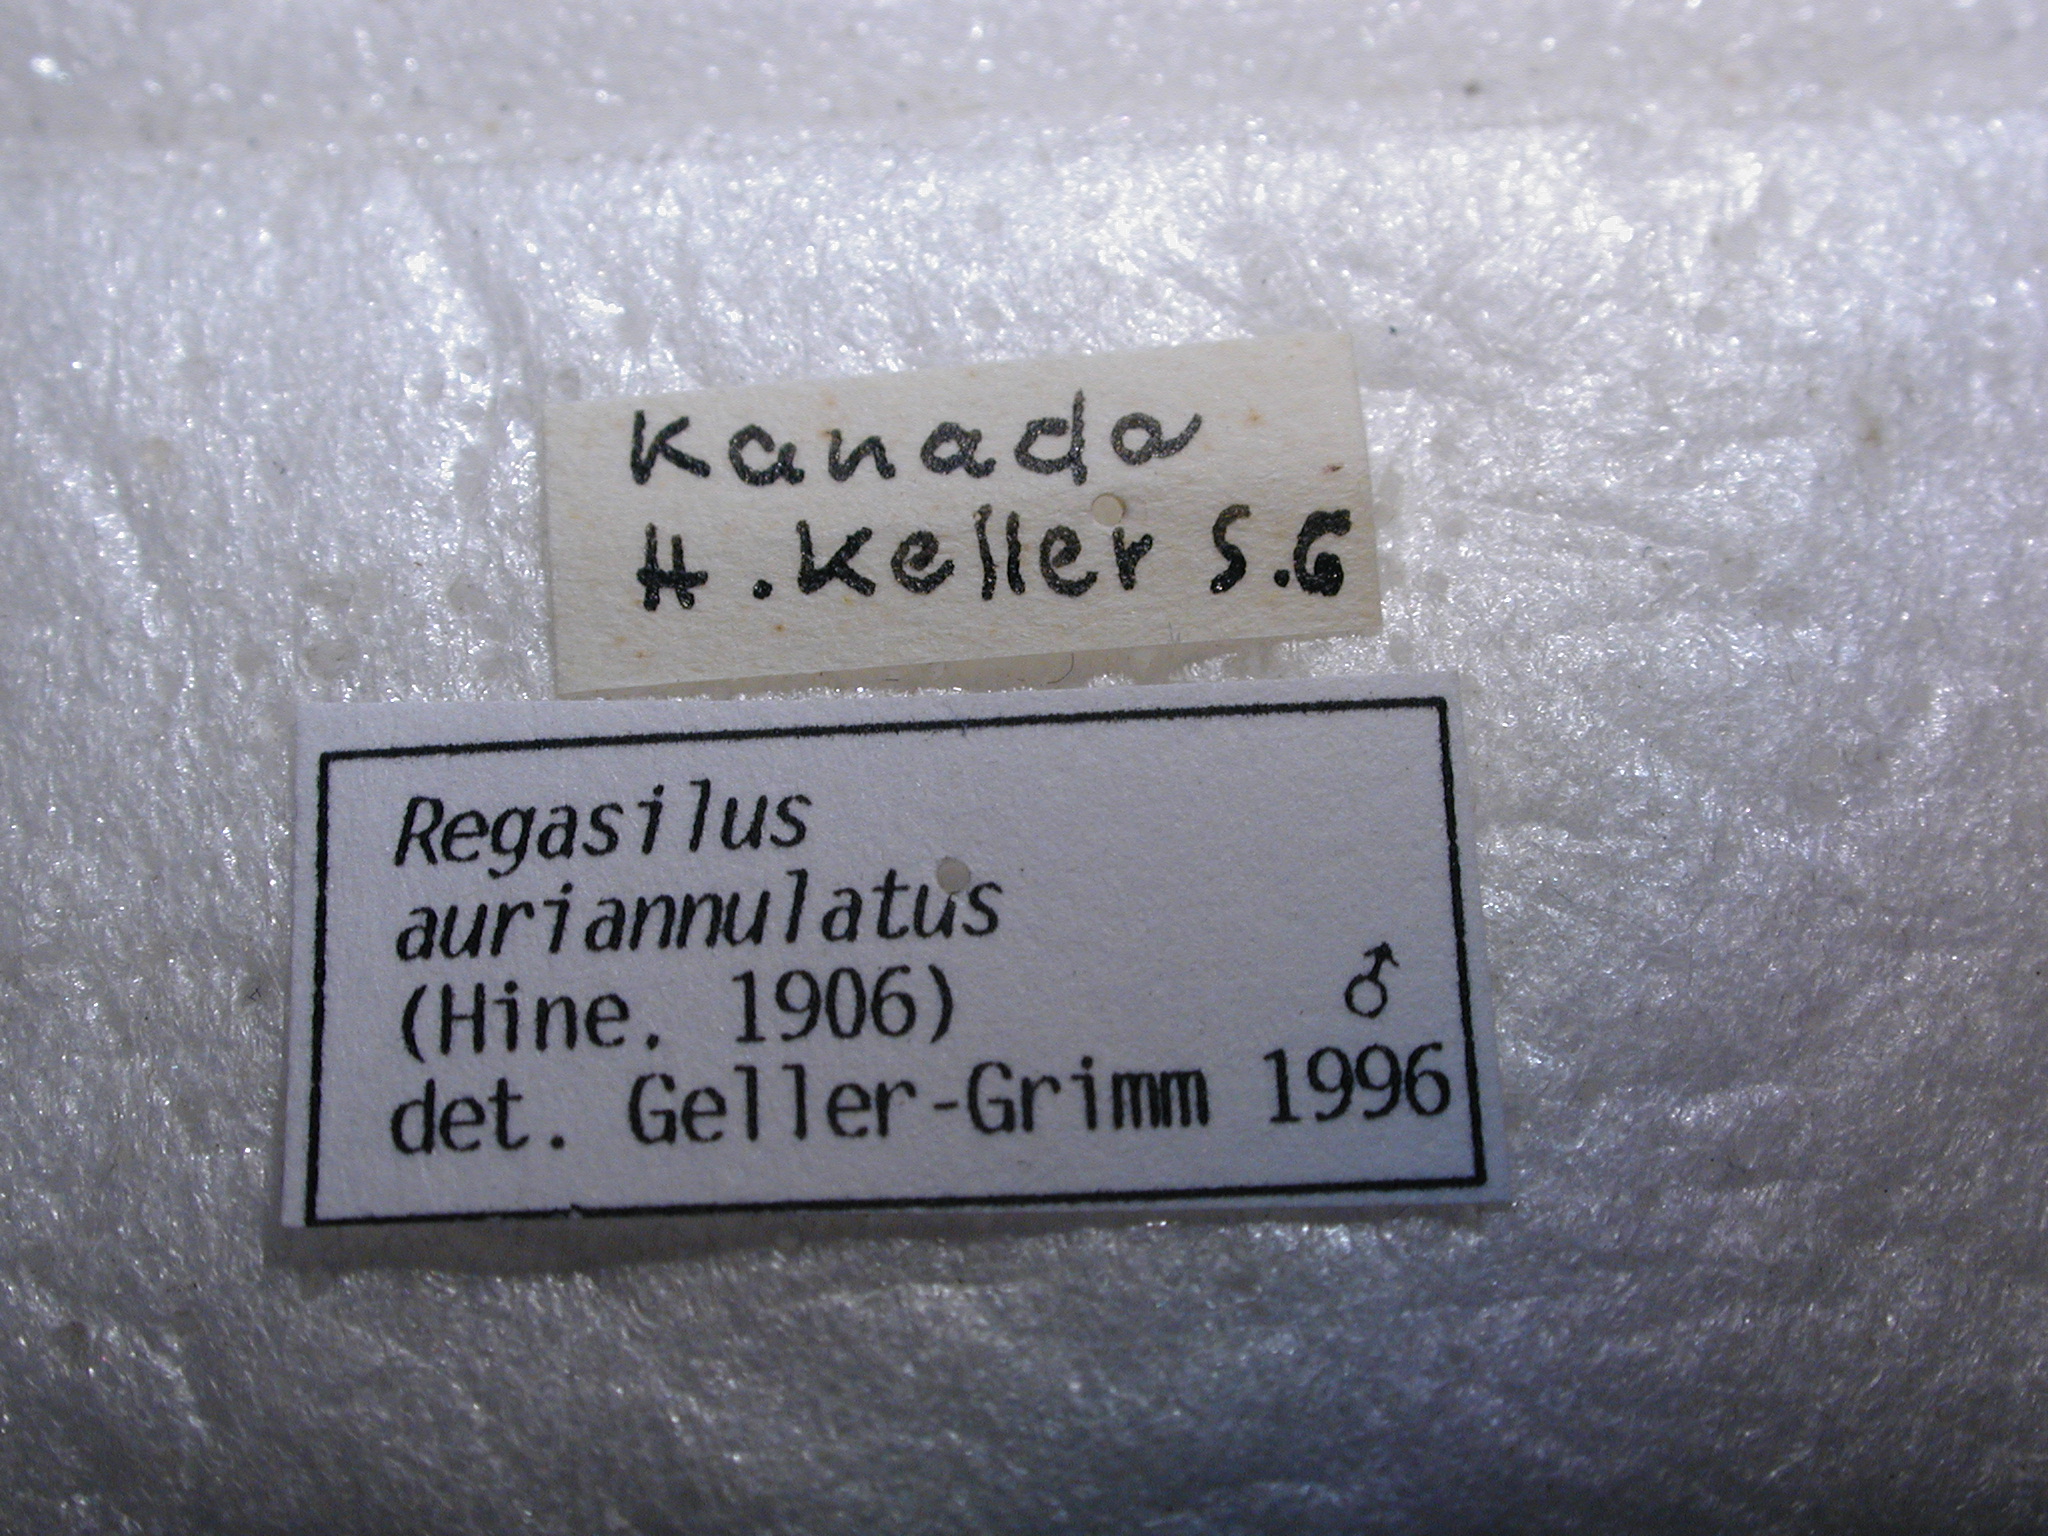 Kanada
H. Keller S.G
Regasilus
auriannulatus
(Hine. 1906)
♂
det. Geller-Grimm 1996